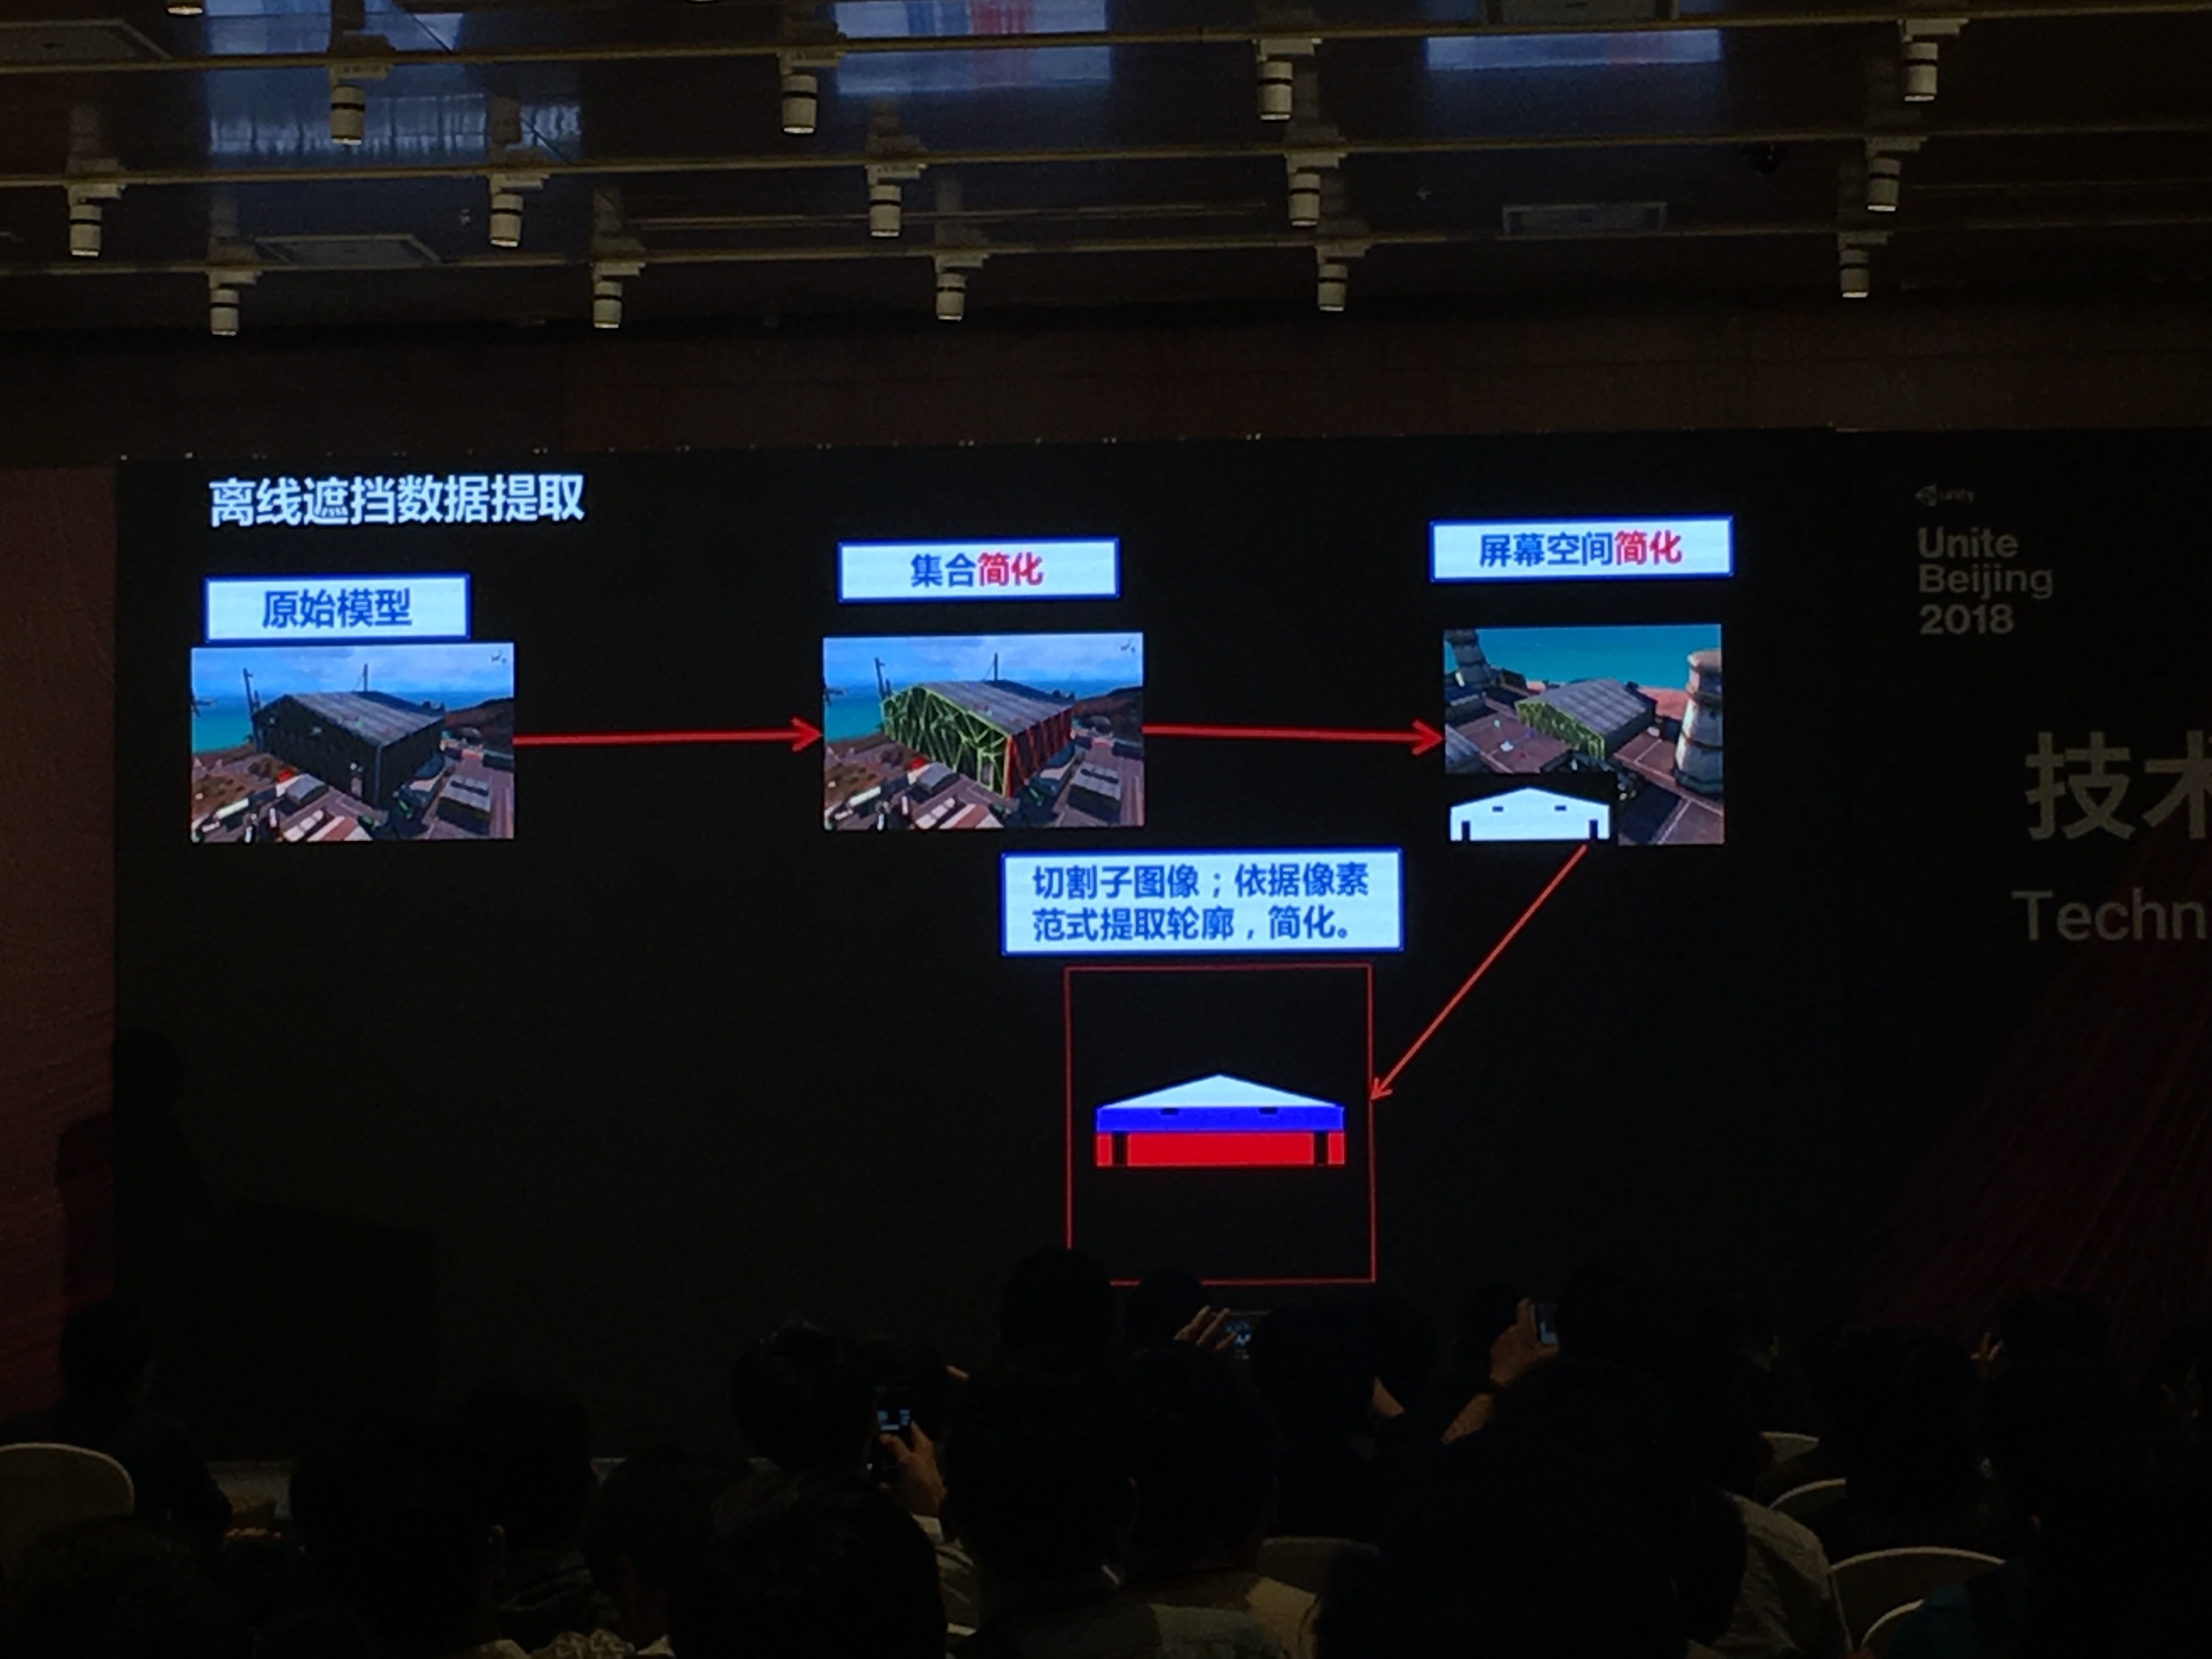 离线遮挡数据提取
原始模型
集合简化
屏幕空间简化
切割子图像；依据像素
范式提取轮廓，简化。
unity
Unite
Beijing
2018
技术
Techn